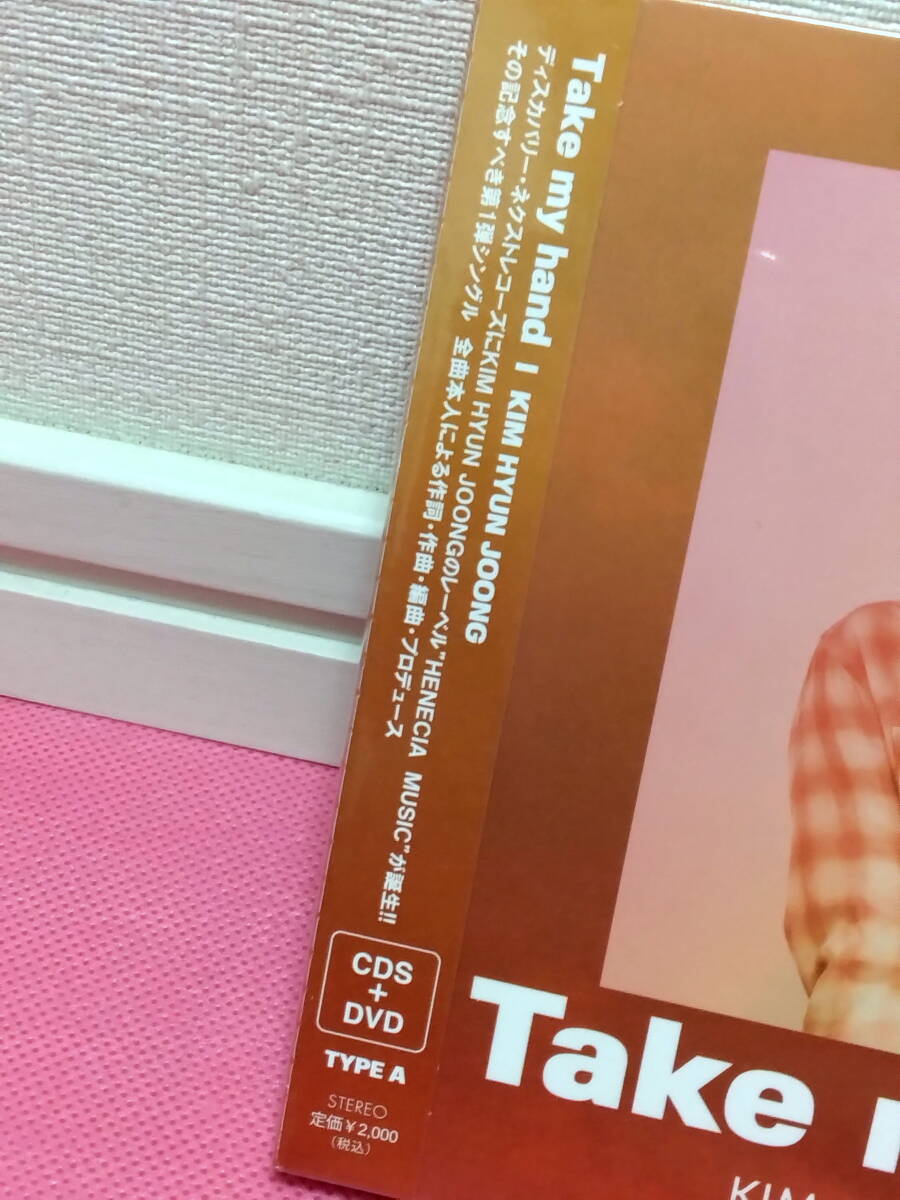 Take my hand / KIM HYUN JOONG
ディスカバリー・ネクストレコーズにKIM HYUN JOONGのレーベル"HENECIA MUSIC"が誕生!!
その記念すべき第1弾シングル 全曲本人による作詞・作曲・編曲・プロデュース
CDS
+
DVD
TYPE A
STEREO
定価¥2,000
(税込)
Take
KIM